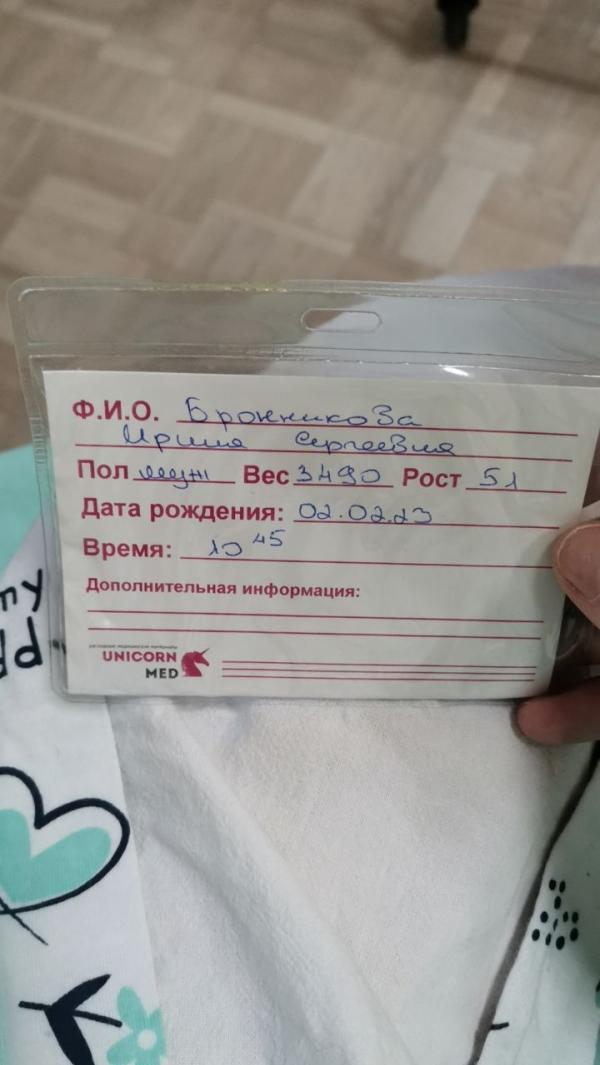 Ф.И.О. Бронникова
Ирина Сергеевна
Пол муж Вес 3490 Рост 51
Дата рождения: 02.02.23
Время: 10 45
Дополнительная информация:
UNICORN
MED
my